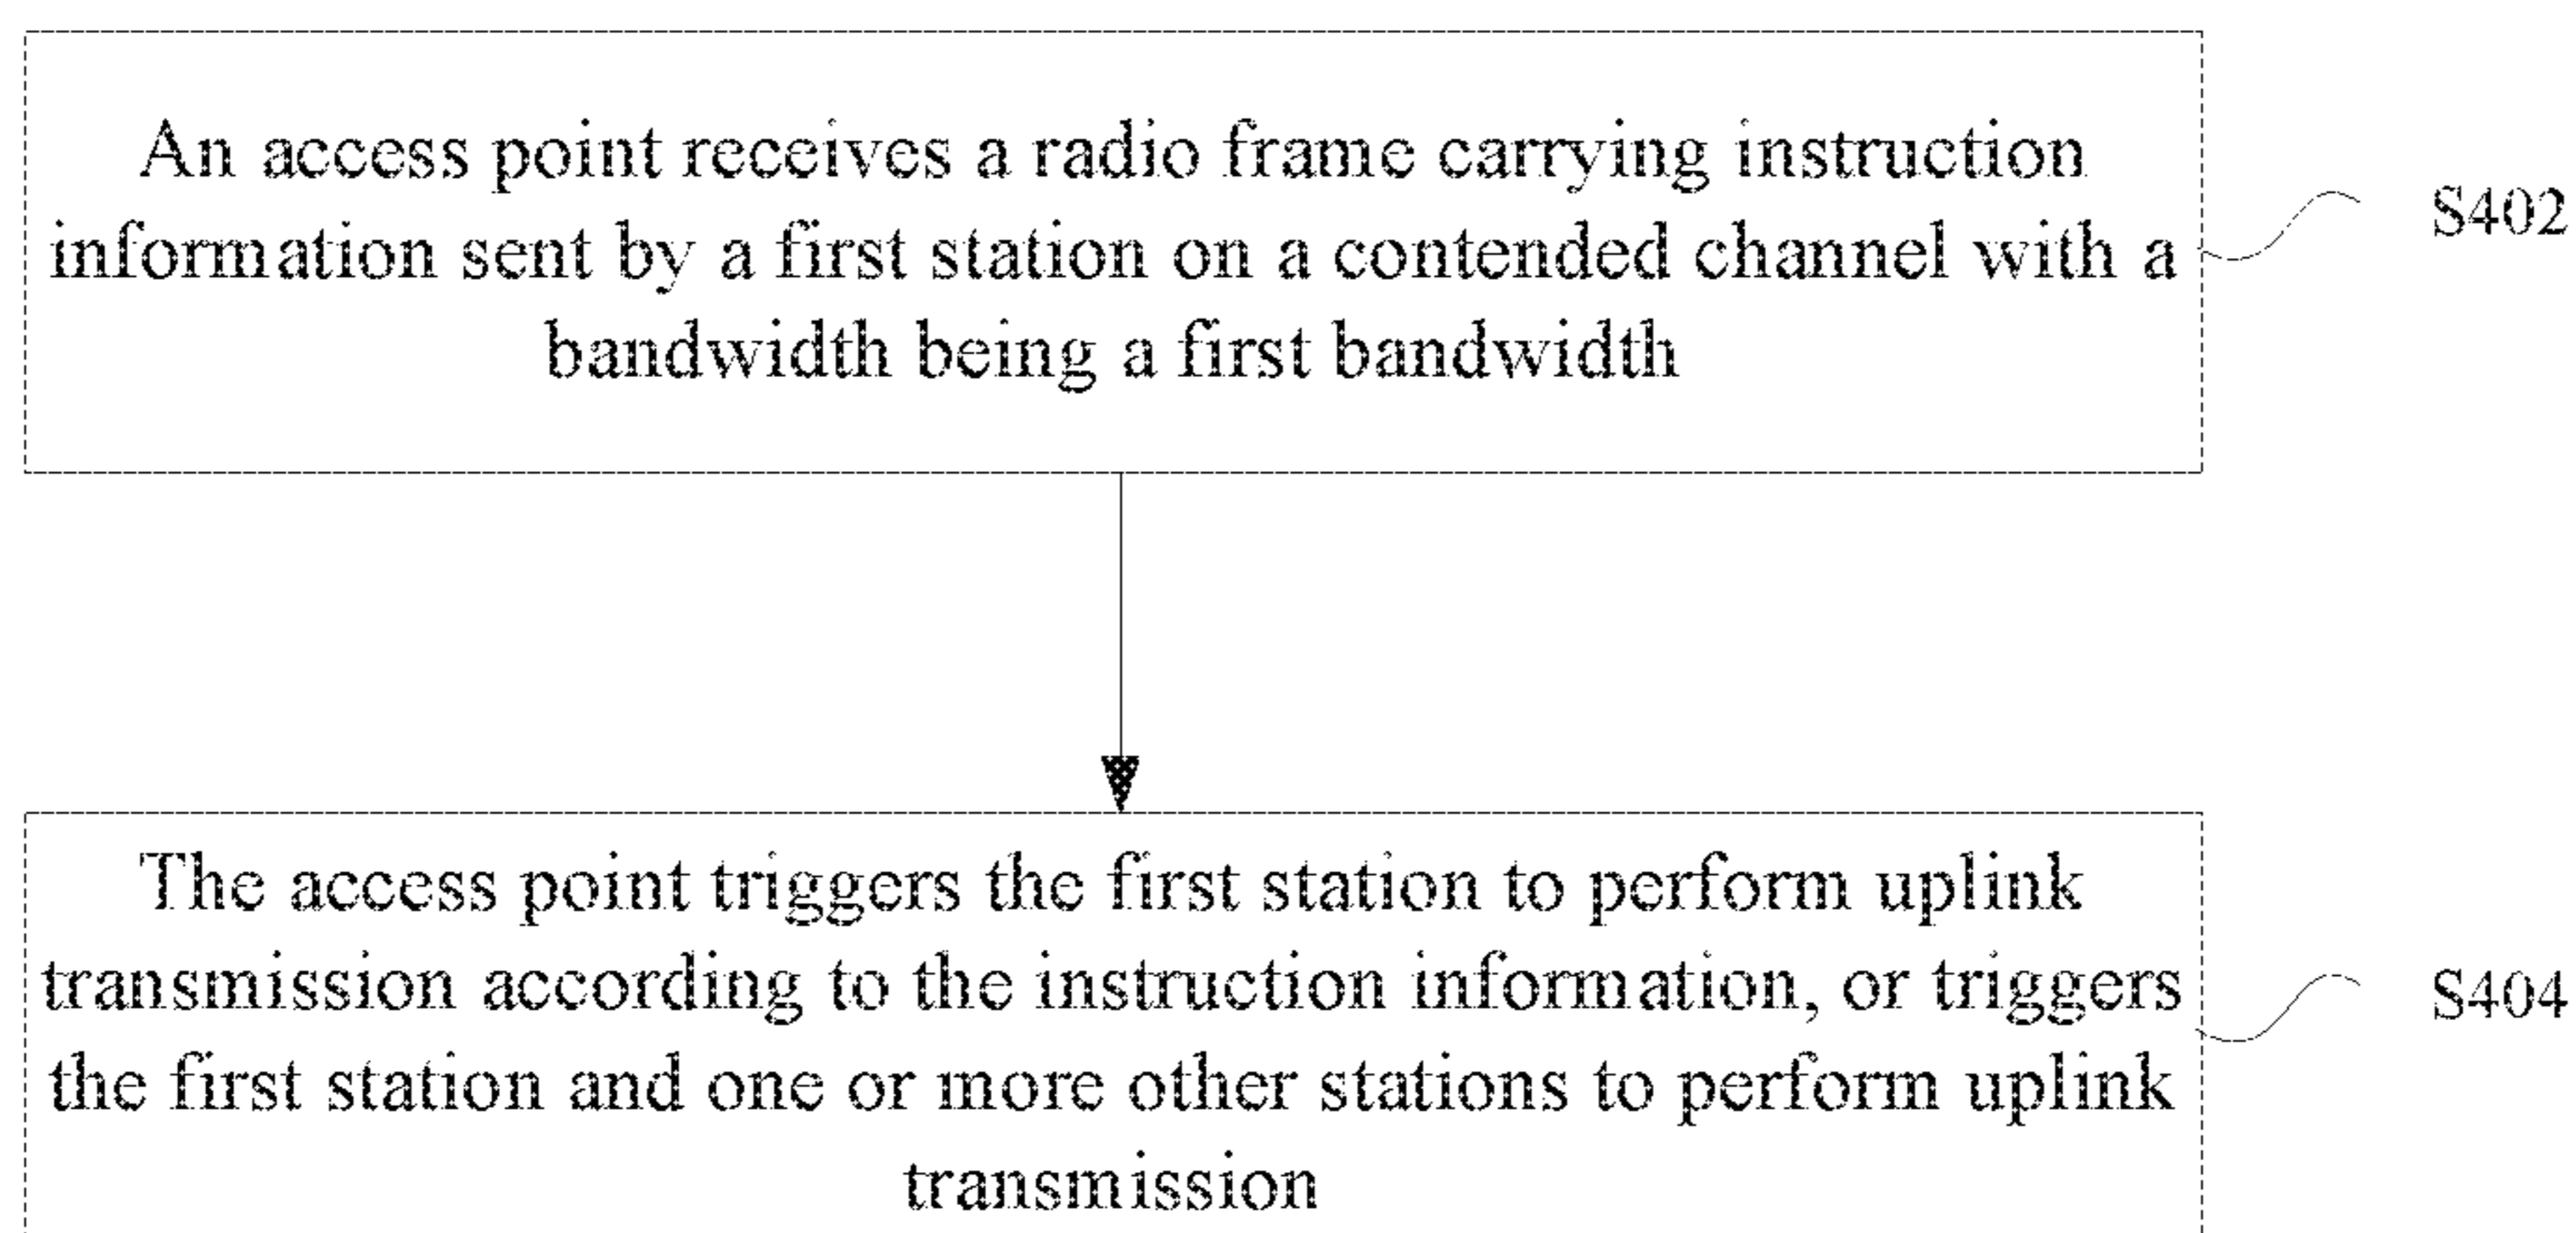 An access point receives a radio frame carrying instruction
information sent by a first station on a contended channel with a
bandwidth being a first bandwidth
S402
The access point triggers the first station to perform uplink
transmission according to the instruction information, or triggers
the first station and one or more other stations to perform uplink
transmission
S404